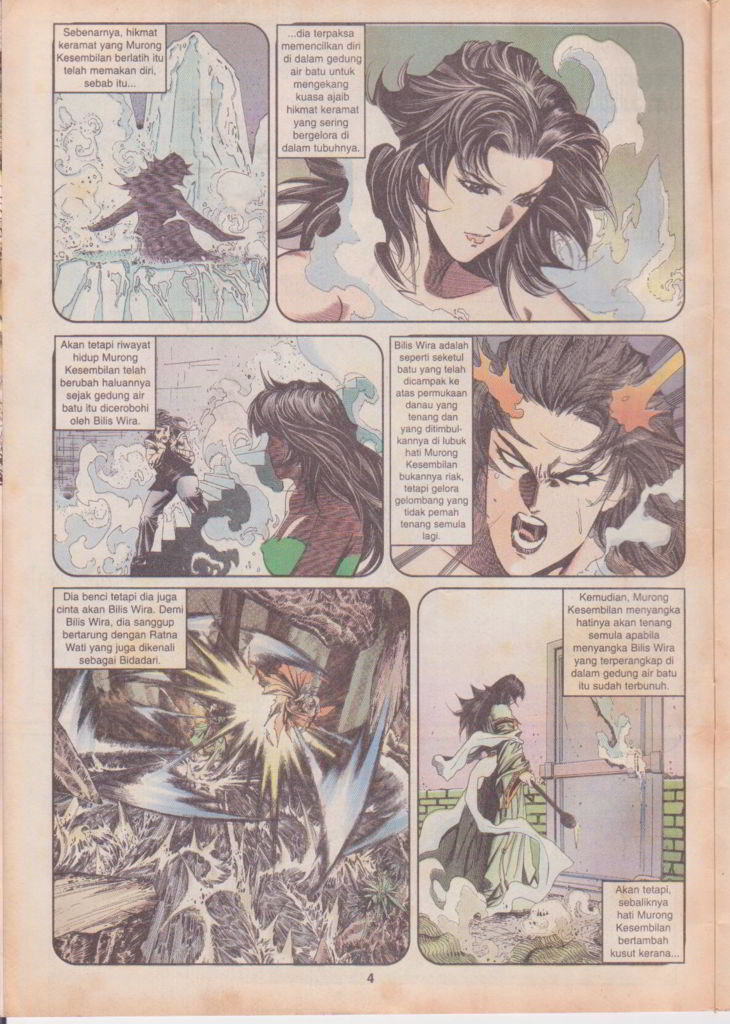 Sebenarnya, hikmat
keramat yang Murong
Kesembilan berlatih itu
telah memakan diri,
sebab itu...
...dia terpaksa
memencilkan diri
di dalam gedung
air batu untuk
mengekang
kuasa ajaib
hikmat keramat
yang sering
bergelora di
dalam tubuhnya.
Akan tetapi riwayat
hidup Murong
Kesembilan telah
berubah haluannya
sejak gedung air
batu itu dicerobohi
oleh Bilis Wira.
Bilis Wira adalah
seperti seketul
batu yang telah
dicampak ke
atas permukaan
danau yang
tenang dan
yang ditimbul-
kannya di lubuk
hati Murong
Kesembilan
bukannya riak,
tetapi gelora
gelombang yang
tidak pernah
tenang semula
lagi.
Dia benci tetapi dia juga
cinta akan Bilis Wira. Demi
Bilis Wira, dia sanggup
bertarung dengan Ratna
Wati yang juga dikenali
sebagai Bidadari.
Kemudian, Murong
Kesembilan menyangka
hatinya akan tenang
semula apabila
menyangka Bilis Wira
yang terperangkap di
dalam gedung air batu
itu sudah terbunuh.
Akan tetapi,
sebaliknya
hati Murong
Kesembilan
bertambah
kusut kerana...
4